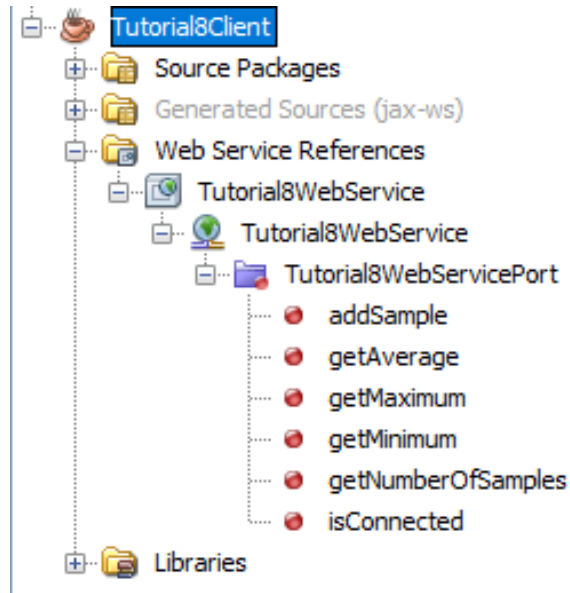 Tutorial8Client
Source Packages
Generated Sources (jax-ws)
Web Service References
Tutorial8WebService
Tutorial8WebService
Tutorial8WebServicePort
addSample
getAverage
getMaximum
getMinimum
getNumberOfSamples
isConnected
Libraries